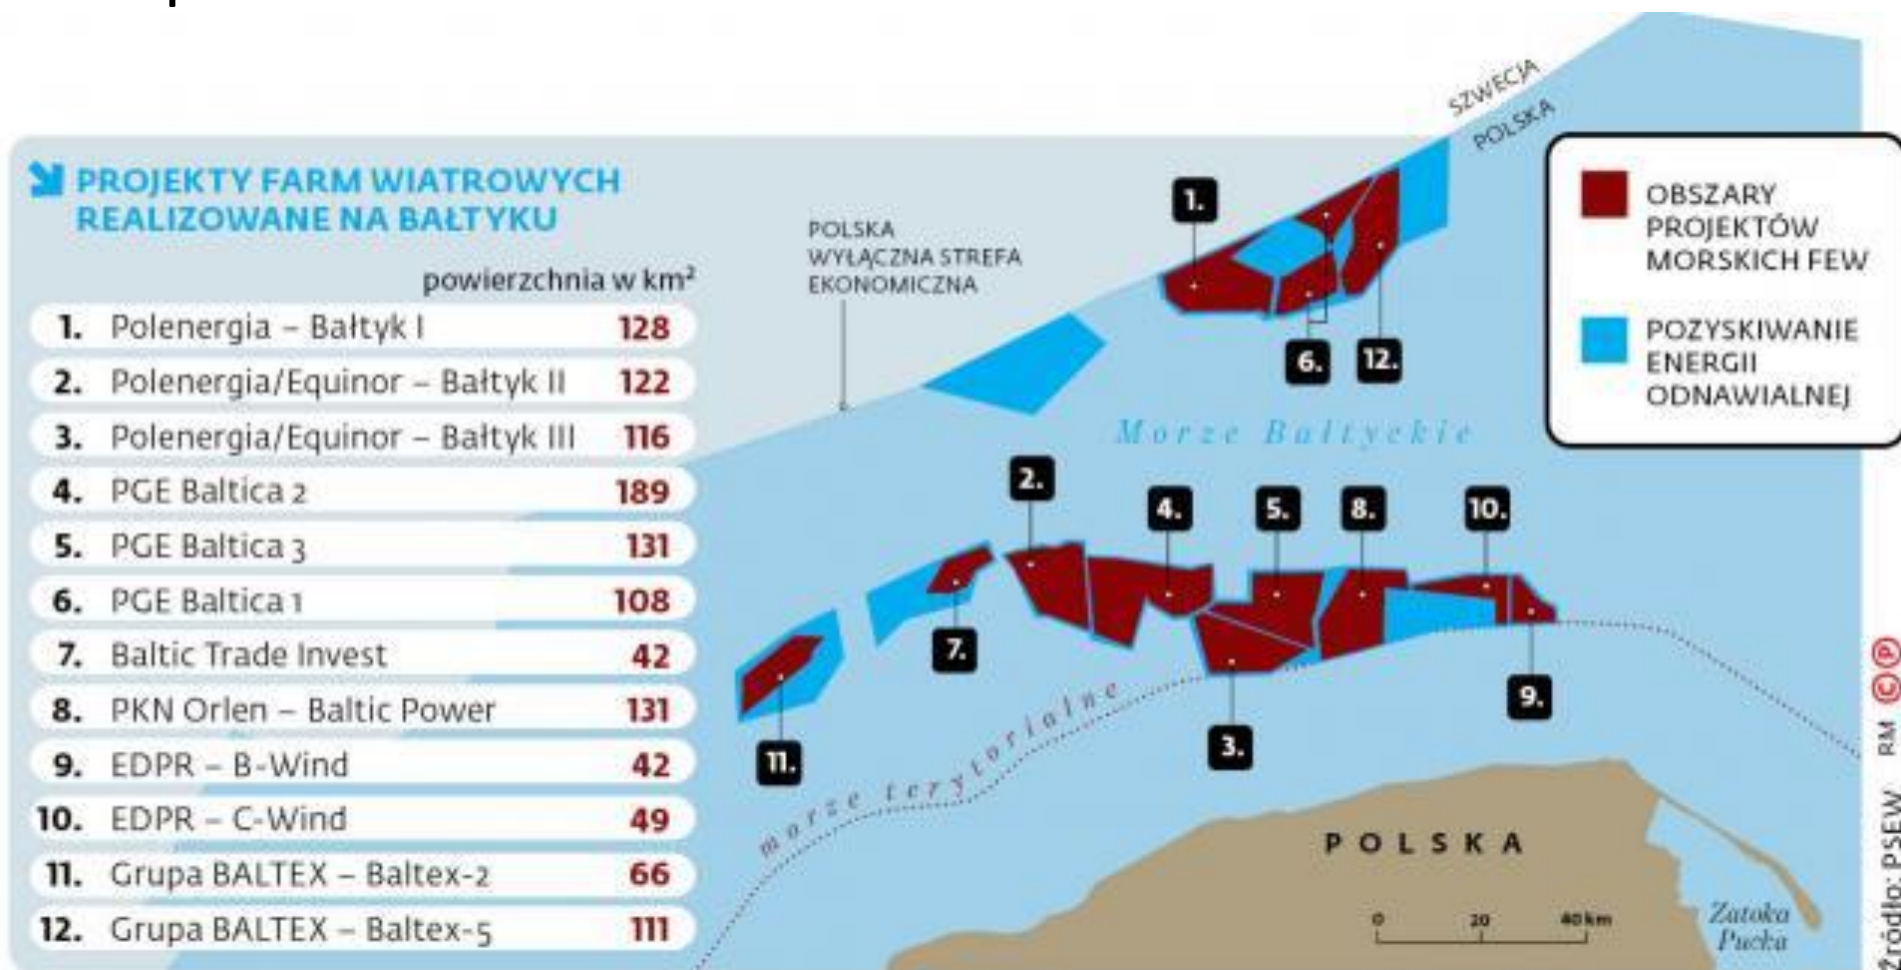 PROJEKTY FARM WIATROWYCH
REALIZOWANE NA BAŁTYKU
powierzchnia w km²
1. Polenergia – Bałtyk I 128
2. Polenergia/Equinor – Bałtyk II 122
3. Polenergia/Equinor – Bałtyk III 116
4. PGE Baltica 2 189
5. PGE Baltica 3 131
6. PGE Baltica 1 108
7. Baltic Trade Invest 42
8. PKN Orlen – Baltic Power 131
9. EDPR – B-Wind 42
10. EDPR – C-Wind 49
11. Grupa BALTEX – Baltex-2 66
12. Grupa BALTEX – Baltex-5 111
POLSKA
WYŁĄCZNA STREFA
EKONOMICZNA
SZWECJA
POLSKA
1.
6.
12.
Morze Bałtyckie
2.
4.
5.
8.
10.
7.
11.
3.
9.
morze terytorialne
POLSKA
0 20 40 km
Zatoka
Pucka
OBSZARY
PROJEKTÓW
MORSKICH FEW
POZYSKIWANIE
ENERGII
ODNAWIALNEJ
Źródło: PSEW RM © Ⓟ